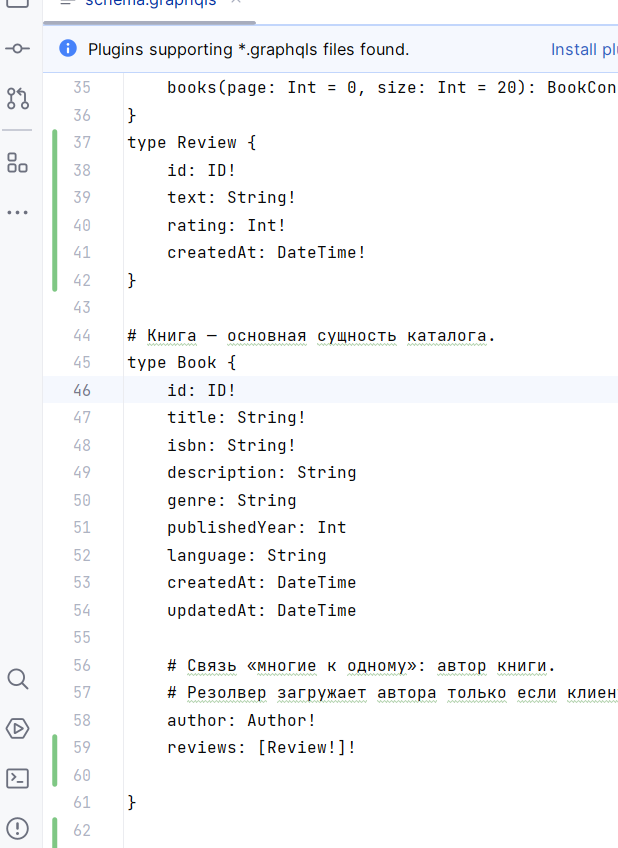 schema.graphqls
Plugins supporting *.graphqls files found. Install
35 books(page: Int = 0, size: Int = 20):
36 }
37 type Review {
38 id: ID!
39 text: String!
40 rating: Int!
41 createdAt: DateTime!
42 }
43
44 # Книга — основная сущность каталога.
45 type Book {
46 id: ID!
47 title: String!
48 isbn: String!
49 description: String
50 genre: String
51 publishedYear: Int
52 language: String
53 createdAt: DateTime
54 updatedAt: DateTime
55
56 # Связь «многие к одному»: автор книги.
57 # Резолвер загружает автора только если
58 author: Author!
59 reviews: [Review!]!
60
61 }
62